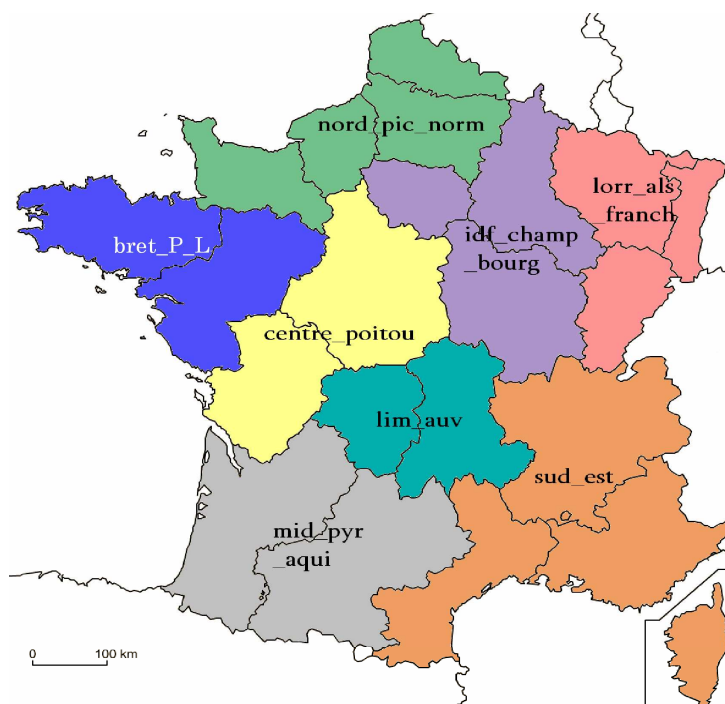 nord_pic_norm
lorr_als
_franch
bret_P_L
idf_champ
_bourg
centre_poitou
lim_auv
sud_est
mid_pyr
_aqui
0 100 km